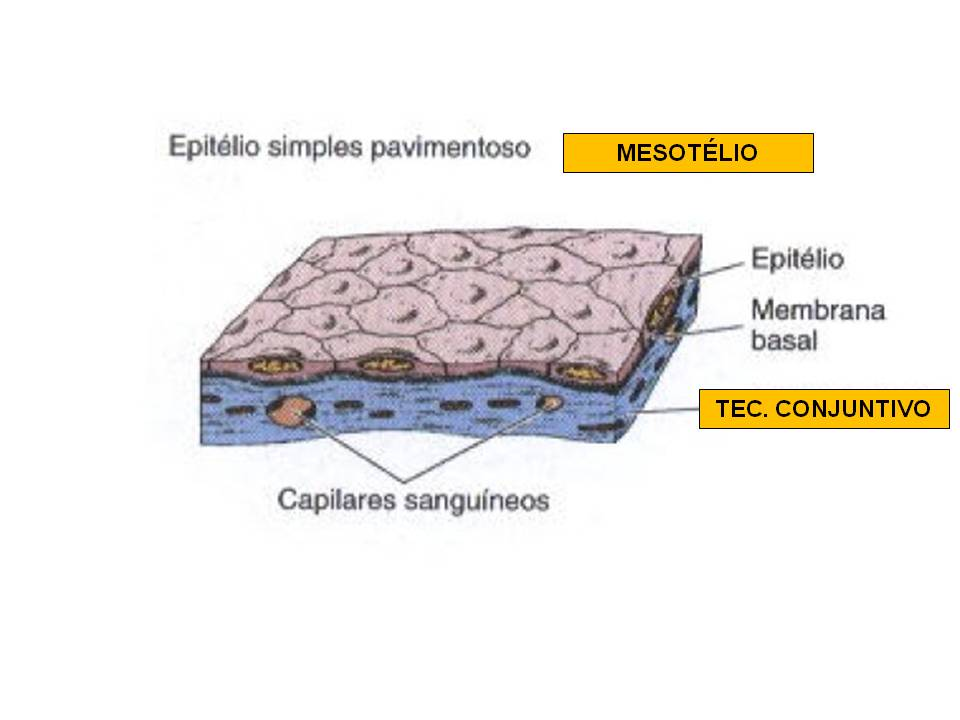 Epitélio simples pavimentoso
MESOTÉLIO
Epitélio
Membrana
basal
TEC. CONJUNTIVO
Capilares sanguíneos